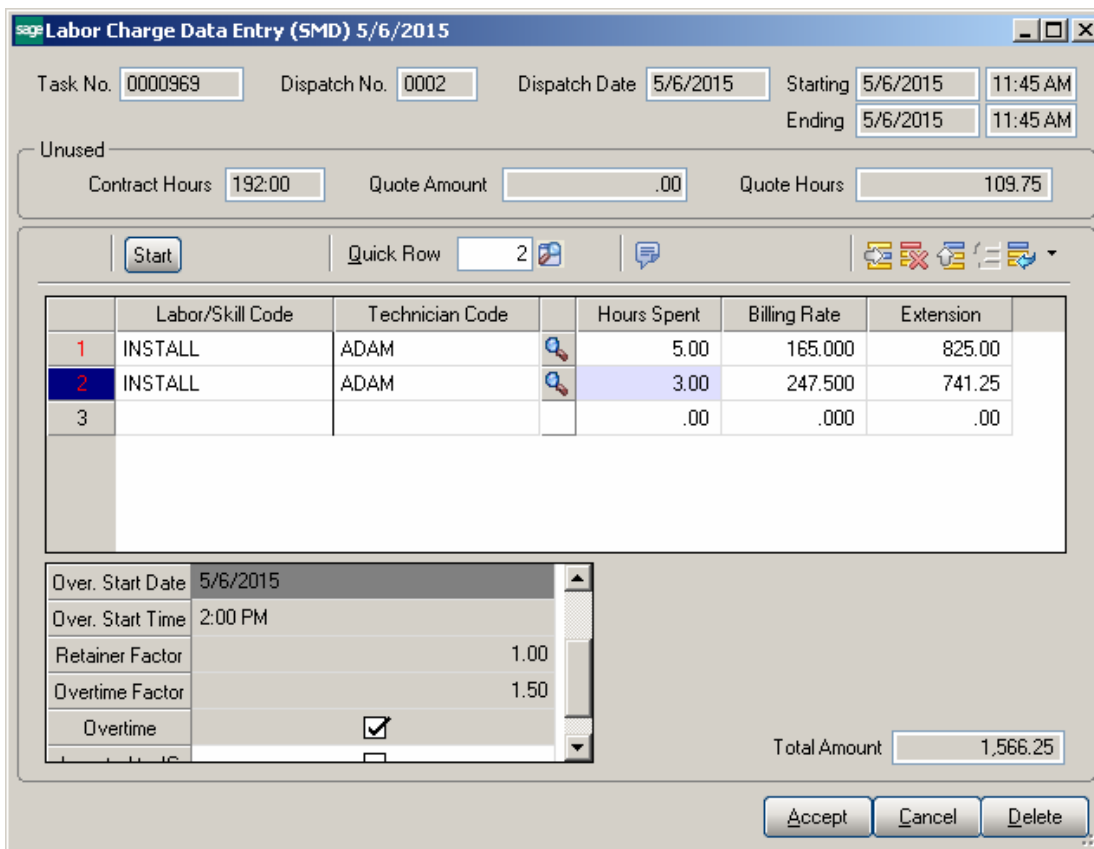 sage Labor Charge Data Entry (SMD) 5/6/2015
Task No. 0000969 Dispatch No. 0002 Dispatch Date 5/6/2015 Starting 5/6/2015 11:45 AM
Ending 5/6/2015 11:45 AM
Unused
Contract Hours 192:00 Quote Amount .00 Quote Hours 109.75
Start Quick Row 2
Labor/Skill Code Technician Code Hours Spent Billing Rate Extension
1 INSTALL ADAM 5.00 165.000 825.00
2 INSTALL ADAM 3.00 247.500 741.25
3 .00 .000 .00
Over. Start Date 5/6/2015
Over. Start Time 2:00 PM
Retainer Factor 1.00
Overtime Factor 1.50
Overtime
Total Amount 1,566.25
Accept Cancel Delete